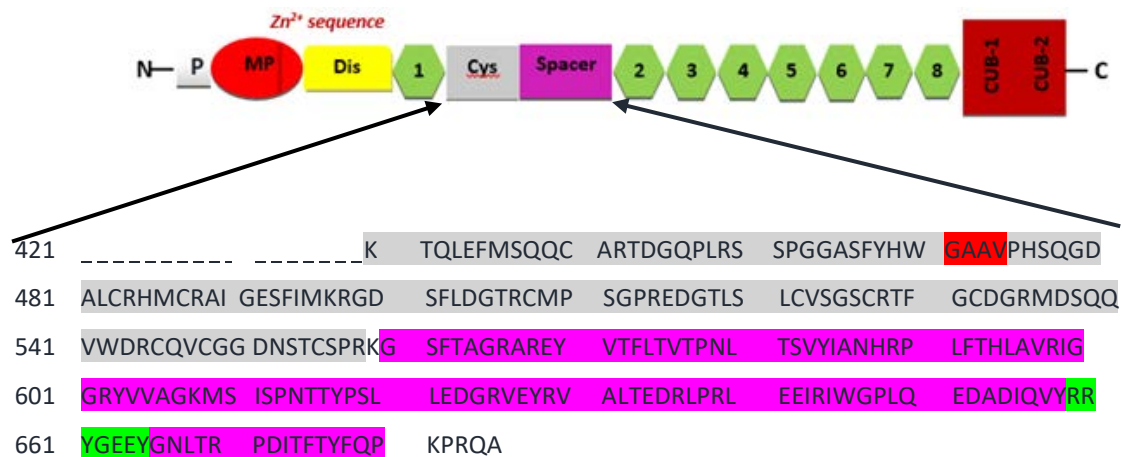 Zn²⁺ sequence
N P MP Dis 1 Cys Spacer 2 3 4 5 6 7 8 CUB-1 CUB-2 C
421 _ _ _ _ _ _ _ _ _ _ _ _ _ _ _ _ _K TQLEFMSQQC ARTDGQPLRS SPGGASFYHW GAAVPHSQGD
481 ALCRHMCRAI GESFIMKRGD SFLDGTRCMP SGPREDGTLS LCVSGSCRTF GCDGRMDSQQ
541 VWDRCQVCGG DNSTCSPRKG SFTAGRAREY VTFLTVTPNL TSVYIANHRP LFTHLAVRIG
601 GRYVVAGKMS ISPNTTYPSL LEDGRVEYRV ALTEDRLPRL EEIRIWGPLQ EDADIQVYRR
661 YGEEYGNLTR PDITFTYFQP KPRQA